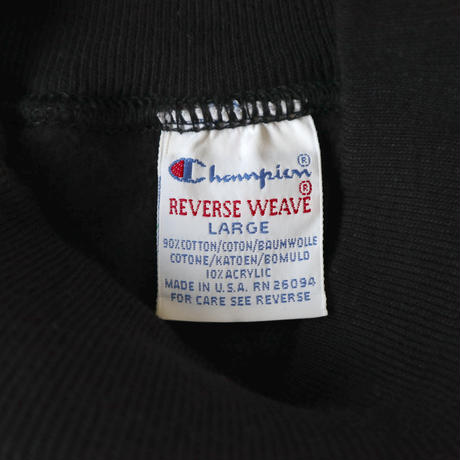 Champion®
REVERSE WEAVE®
LARGE
90% COTTON/COTON/BAUMWOLLE
COTONE/KATOEN/BOMULD
10% ACRYLIC
MADE IN U.S.A. RN 26094
FOR CARE SEE REVERSE